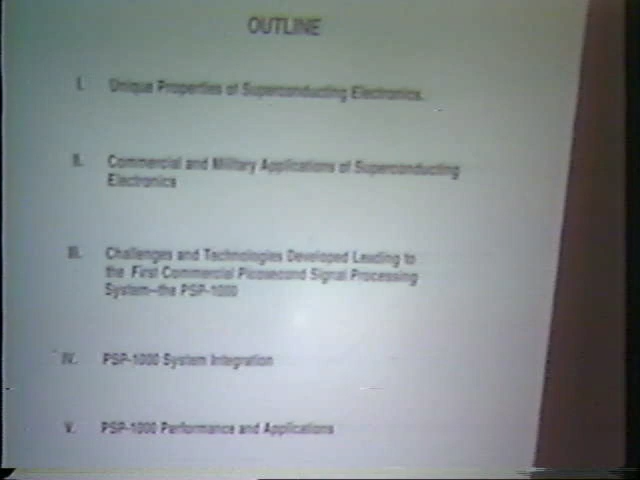 OUTLINE
I. Unique Properties of Superconducting Electronics.
II. Commercial and Military Applications of Superconducting
Electronics
III. Challenges and Technologies Developed Leading to
the First Commercial Picosecond Signal Processing
System--the PSP-1000
IV. PSP-1000 System Integration
V. PSP-1000 Performance and Applications